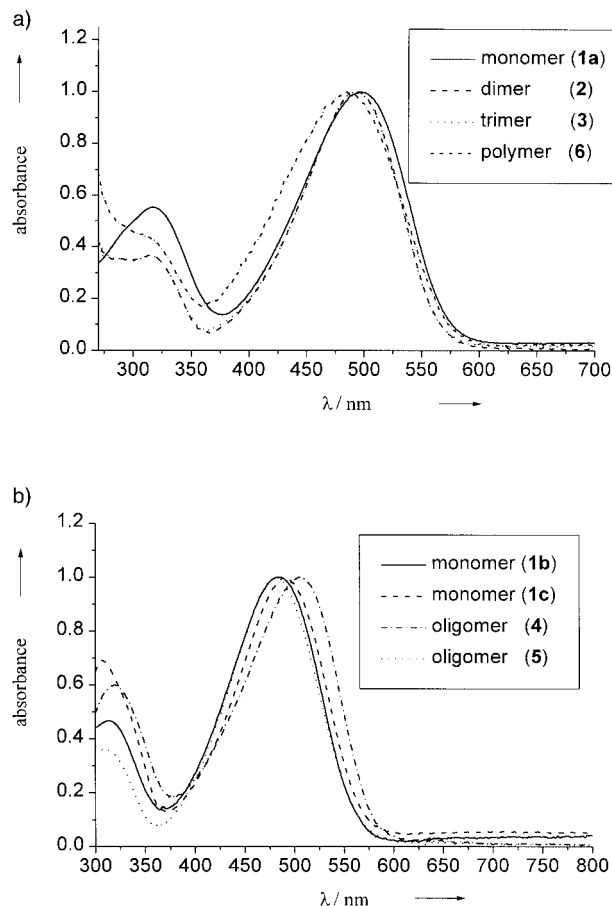 a)
1.2
1.0
0.8
0.6
0.4
0.2
0.0
absorbance
monomer (1a)
dimer (2)
trimer (3)
polymer (6)
300 350 400 450 500 550 600 650 700
λ / nm
b)
1.2
1.0
0.8
0.6
0.4
0.2
0.0
absorbance
monomer (1b)
monomer (1c)
oligomer (4)
oligomer (5)
300 350 400 450 500 550 600 650 700 750 800
λ / nm